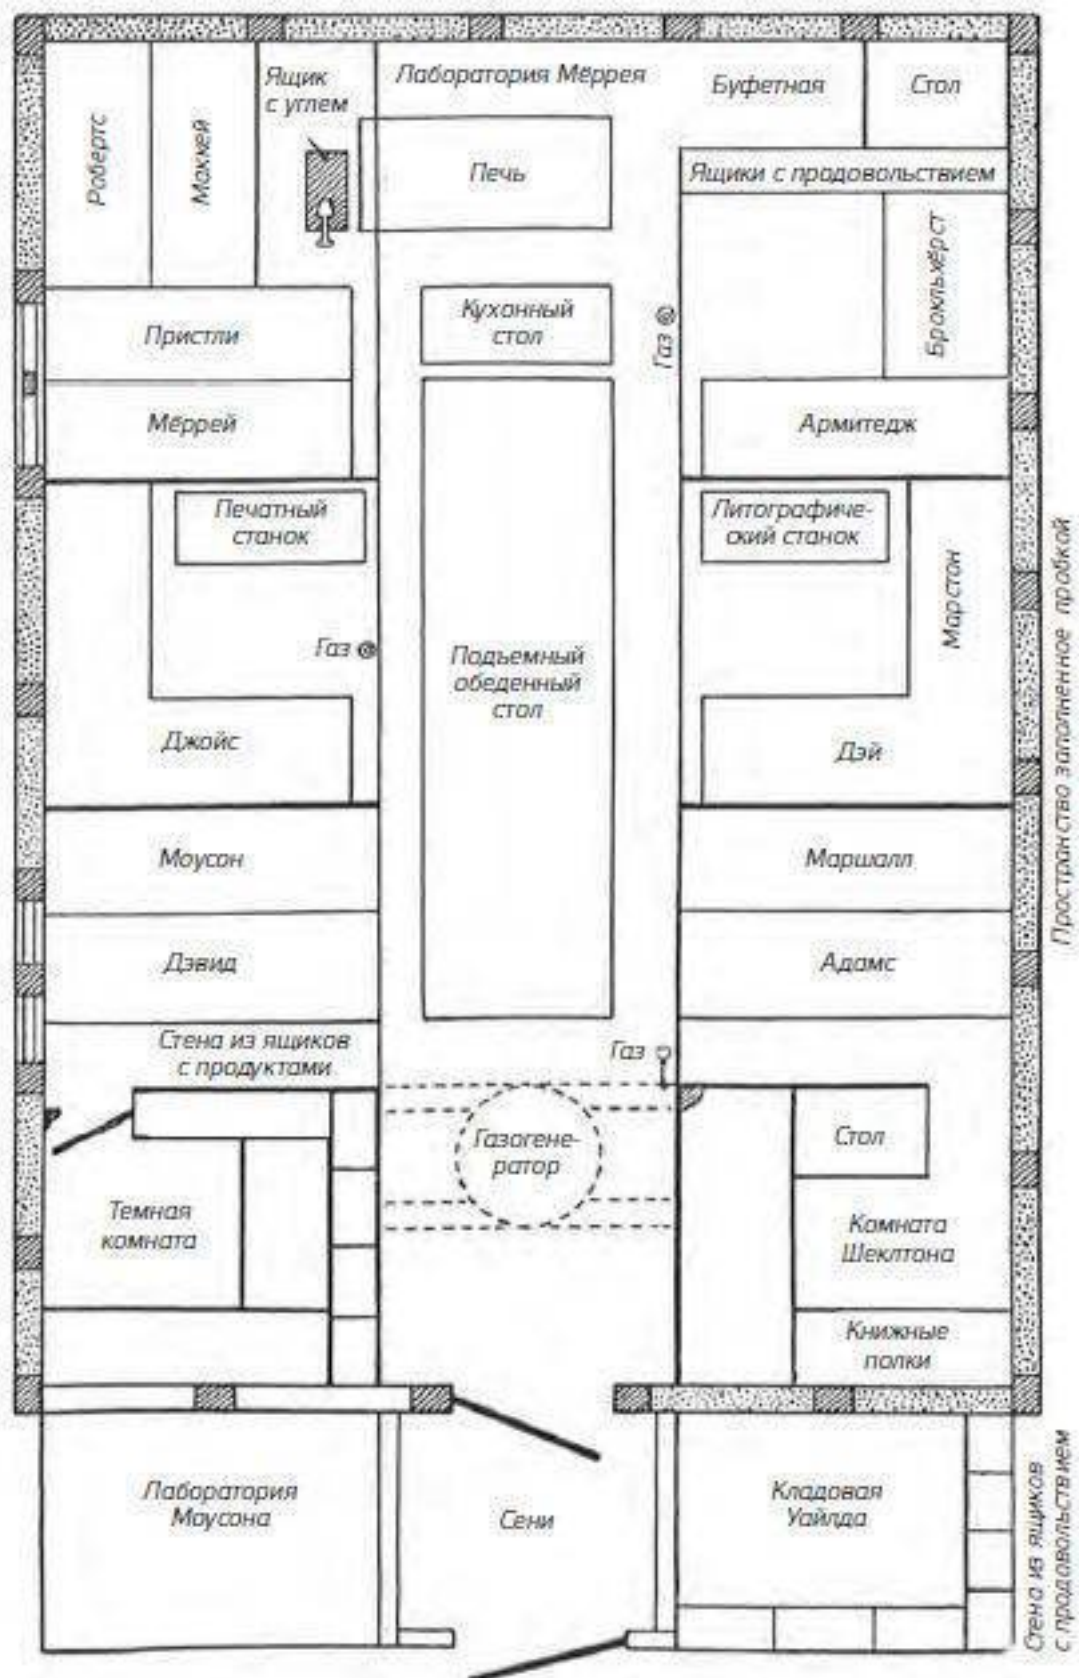 Ящик
с углем
Лаборатория Мёррея
Буфетная
Стол
Робертс
Маккей
Печь
Ящики с продовольствием
Пристли
Кухонный
стол
Газ
Брокльхёрст
Мёррей
Армитедж
Печатный
станок
Литографиче-
ский станок
Марстон
Газ
Подъемный
обеденный
стол
Джойс
Дэй
Пространство заполненное пробкой
Моусон
Маршалл
Дэвид
Адамс
Стена из ящиков
с продуктами
Газ
Газогене-
ратор
Стол
Темная
комната
Комната
Шеклтона
Книжные
полки
Лаборатория
Моусона
Сени
Кладовая
Уайлда
Стена из ящиков
с продовольствием